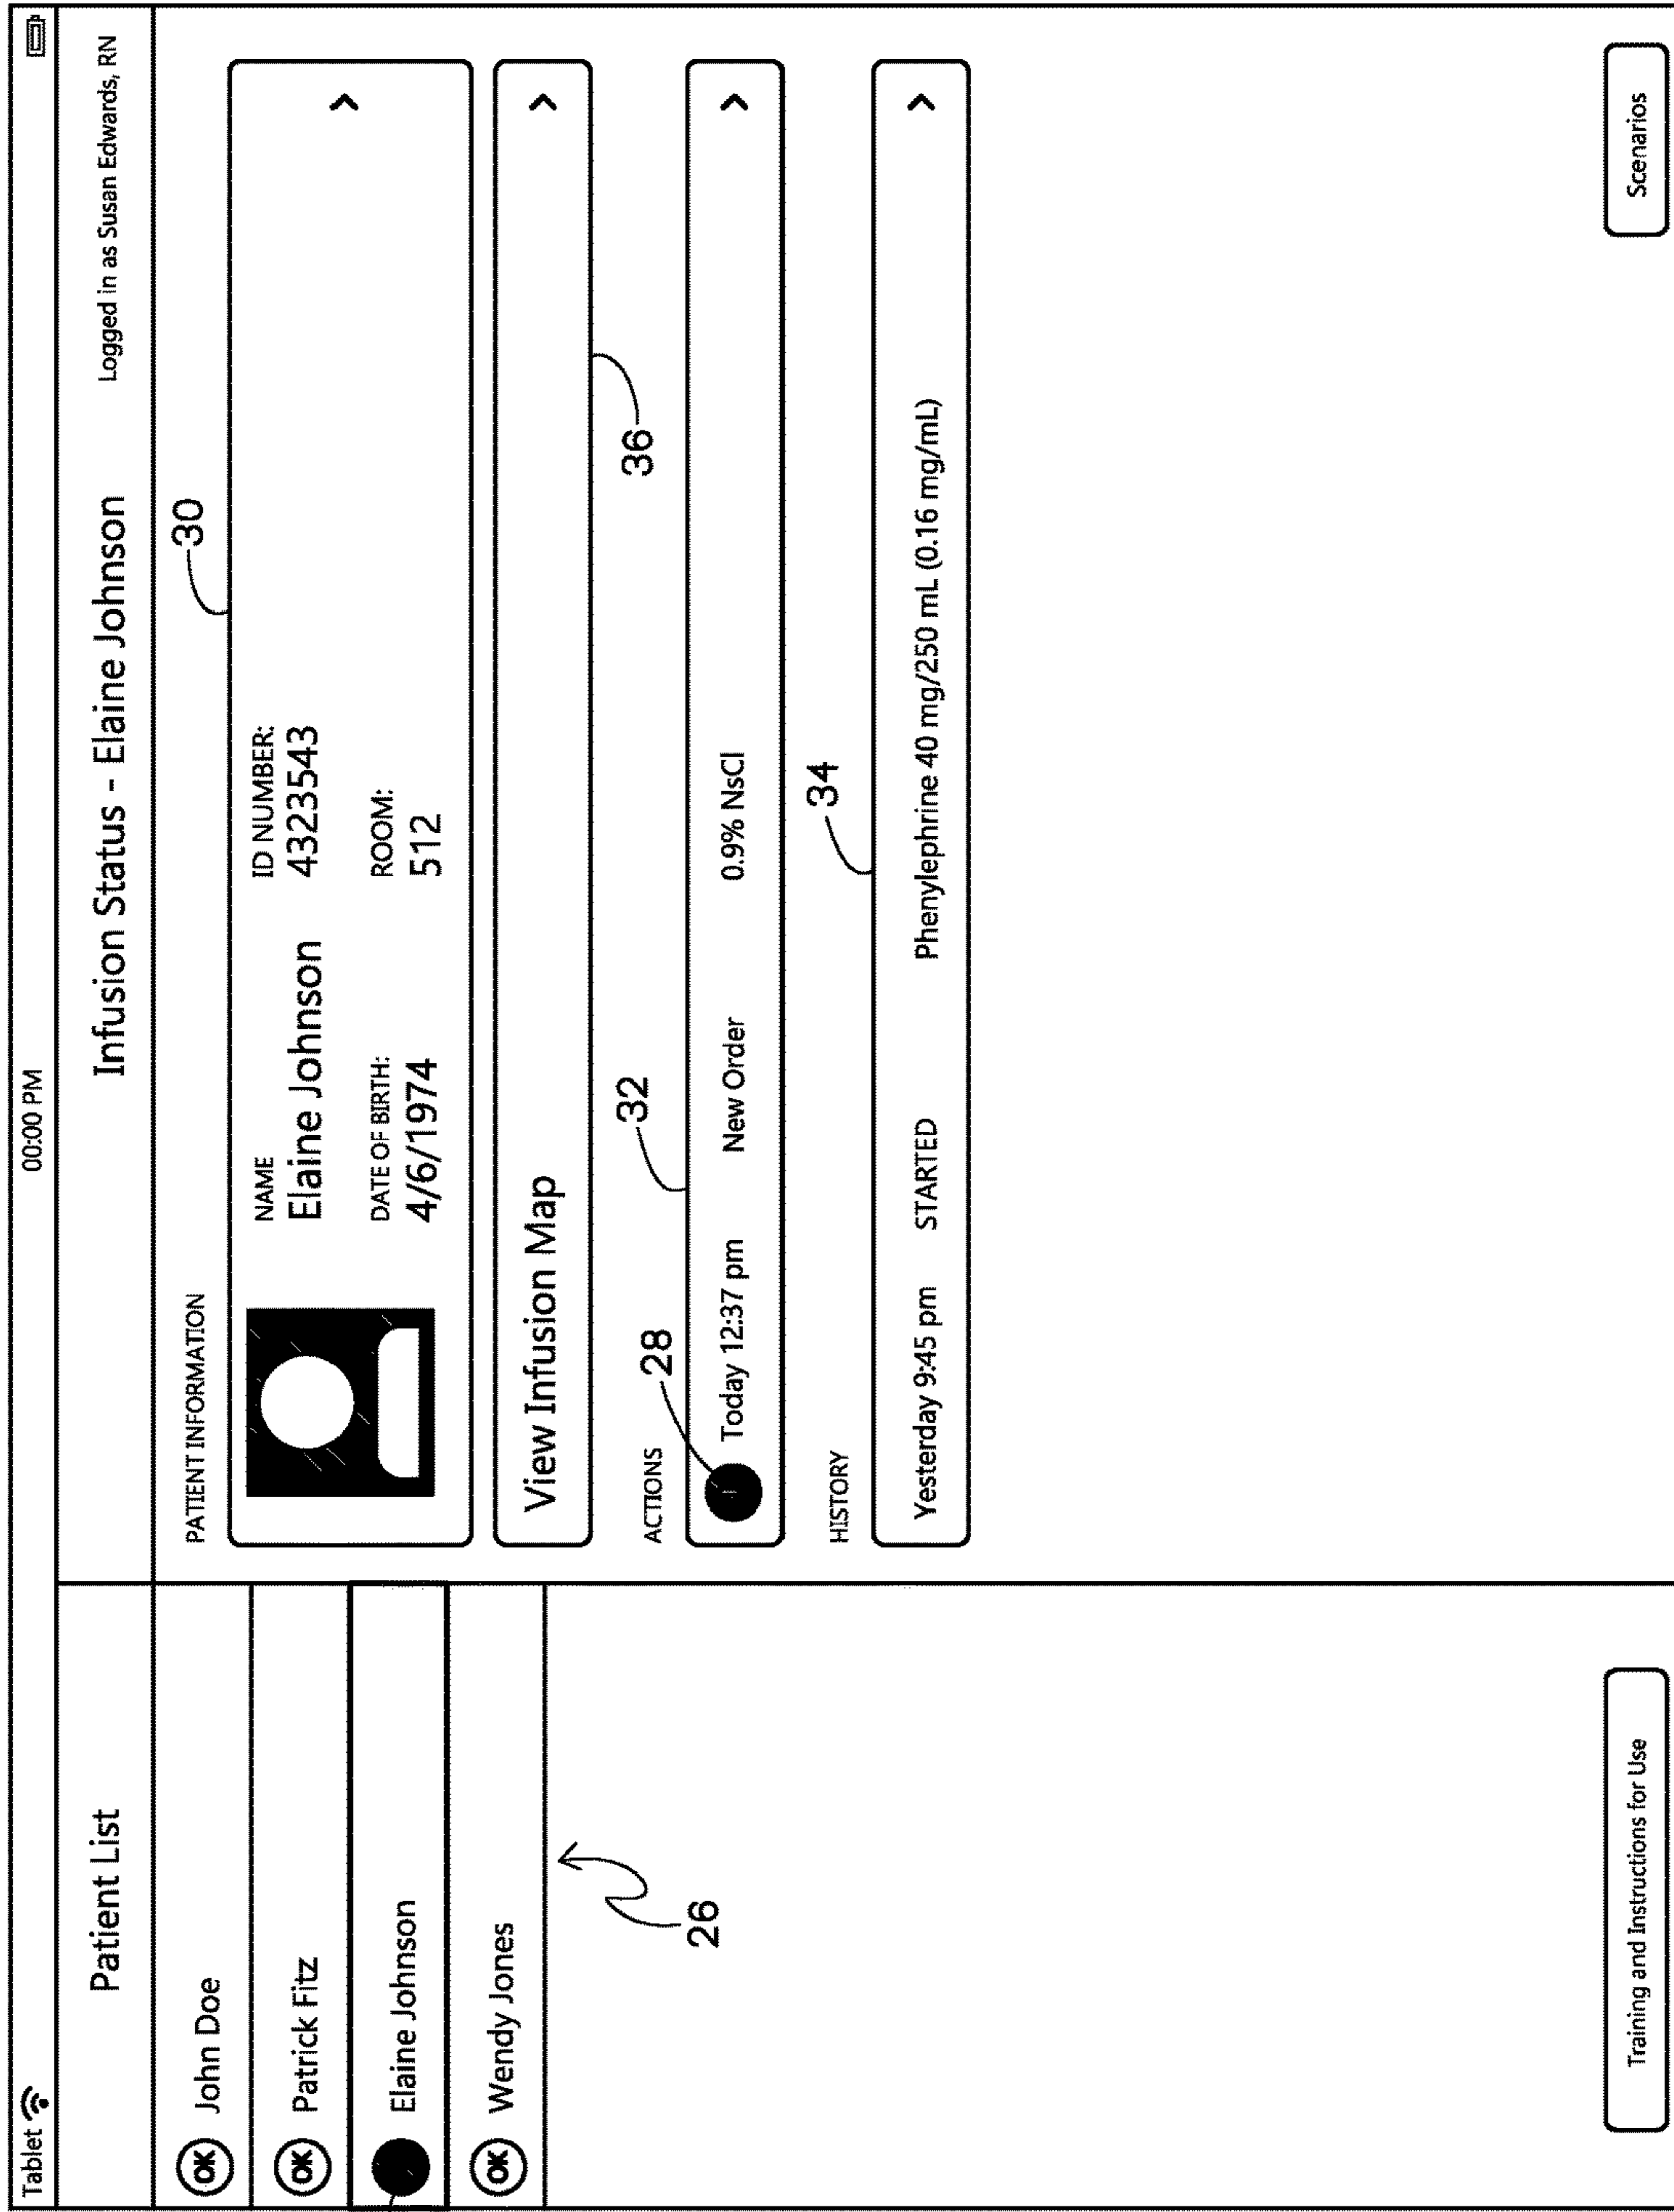 Tablet
00:00 PM
Patient List
Infusion Status - Elaine Johnson
Logged in as Susan Edwards, RN
OK John Doe
OK Patrick Fitz
Elaine Johnson
OK Wendy Jones
26
PATIENT INFORMATION
30
NAME
Elaine Johnson
ID NUMBER:
4323543
DATE OF BIRTH:
4/6/1974
ROOM:
512
View Infusion Map
36
ACTIONS
28
32
Today 12:37 pm New Order 0.9% NsCl
HISTORY
34
Yesterday 9:45 pm STARTED Phenylephrine 40 mg/250 mL (0.16 mg/mL)
Training and Instructions for Use
Scenarios